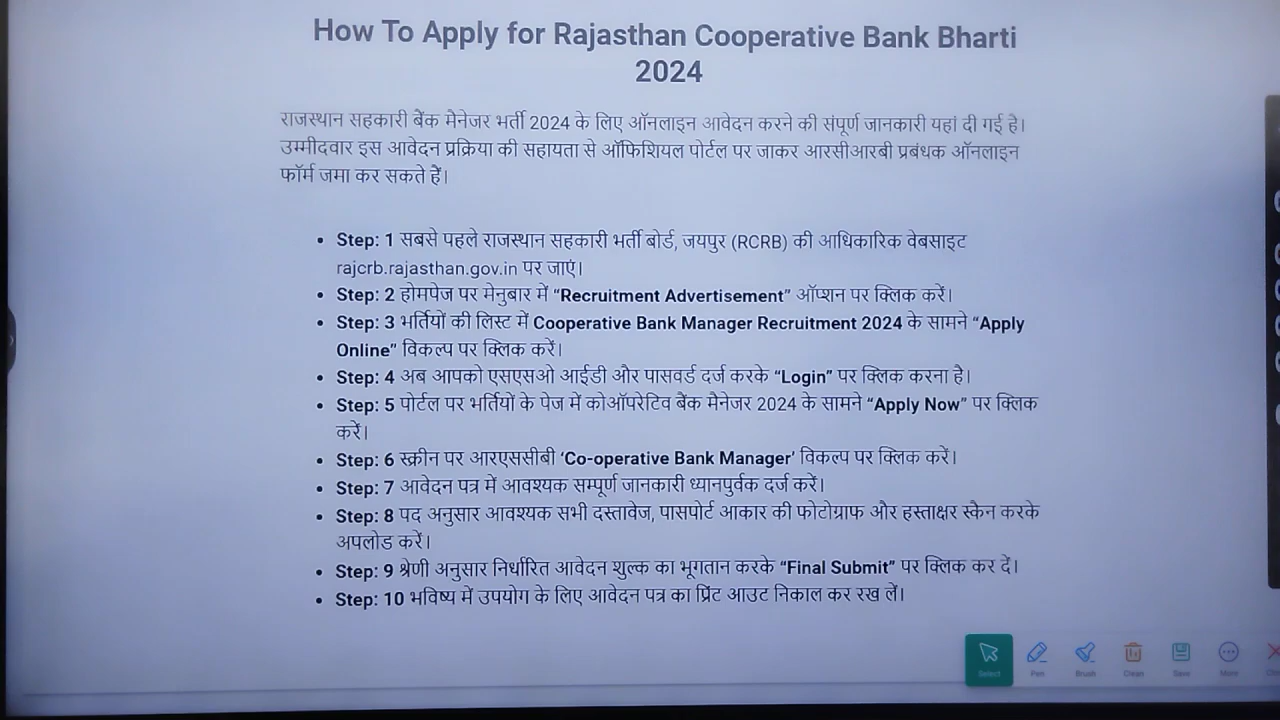 How To Apply for Rajasthan Cooperative Bank Bharti
2024
राजस्थान सहकारी बैंक मैनेजर भर्ती 2024 के लिए ऑनलाइन आवेदन करने की संपूर्ण जानकारी यहां दी गई है।
उम्मीदवार इस आवेदन प्रक्रिया की सहायता से ऑफिशियल पोर्टल पर जाकर आरसीआरबी प्रबंधक ऑनलाइन
फॉर्म जमा कर सकते हैं।
• Step: 1 सबसे पहले राजस्थान सहकारी भर्ती बोर्ड, जयपुर (RCRB) की आधिकारिक वेबसाइट
rajcrb.rajasthan.gov.in पर जाएं।
• Step: 2 होमपेज पर मेनुबार में “Recruitment Advertisement” ऑप्शन पर क्लिक करें।
• Step: 3 भर्तियों की लिस्ट में Cooperative Bank Manager Recruitment 2024 के सामने “Apply
Online” विकल्प पर क्लिक करें।
• Step: 4 अब आपको एसएसओ आईडी और पासवर्ड दर्ज करके “Login” पर क्लिक करना है।
• Step: 5 पोर्टल पर भर्तियों के पेज में कोऑपरेटिव बैंक मैनेजर 2024 के सामने “Apply Now” पर क्लिक
करें।
• Step: 6 स्क्रीन पर आरएससीबी ‘Co-operative Bank Manager’ विकल्प पर क्लिक करें।
• Step: 7 आवेदन पत्र में आवश्यक सम्पूर्ण जानकारी ध्यानपुर्वक दर्ज करें।
• Step: 8 पद अनुसार आवश्यक सभी दस्तावेज, पासपोर्ट आकार की फोटोग्राफ और हस्ताक्षर स्कैन करके
अपलोड करें।
• Step: 9 श्रेणी अनुसार निर्धारित आवेदन शुल्क का भूगतान करके “Final Submit” पर क्लिक कर दें।
• Step: 10 भविष्य में उपयोग के लिए आवेदन पत्र का प्रिंट आउट निकाल कर रख लें।
Select Pen Brush Clean Save More